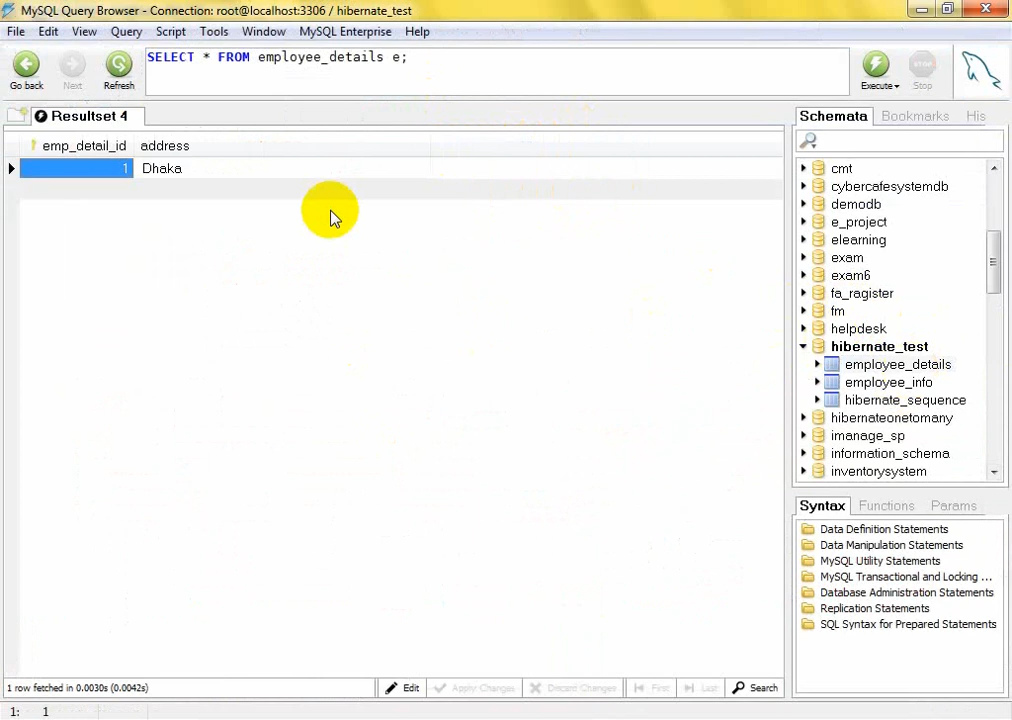 MySQL Query Browser - Connection: root@localhost:3306 / hibernate_test
File Edit View Query Script Tools Window MySQL Enterprise Help
SELECT * FROM employee_details e;
Go back Next Refresh Execute Stop
Resultset 4
emp_detail_id address
1 Dhaka
Schemata Bookmarks His
cmt
cybercafesystemdb
demodb
e_project
elearning
exam
exam6
fa_ragister
fm
helpdesk
hibernate_test
employee_details
employee_info
hibernate_sequence
hibernateonetomany
imanage_sp
information_schema
inventorysystem
Syntax Functions Params
Data Definition Statements
Data Manipulation Statements
MySQL Utility Statements
MySQL Transactional and Locking ...
Database Administration Statements
Replication Statements
SQL Syntax for Prepared Statements
1 row fetched in 0.0030s (0.0042s) Edit Apply Changes Discard Changes First Last Search
1: 1